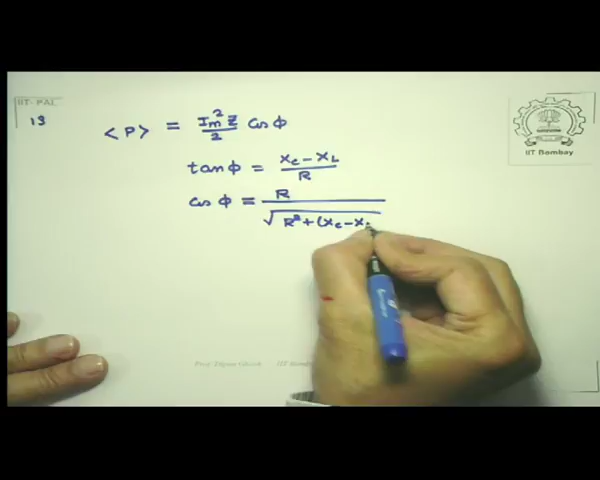 IIT- PAL
13
<P> = Im²Z/2 cos ϕ
tan ϕ = Xc - XL / R
cos ϕ = R / √R² + (Xc - X
IIT Bombay